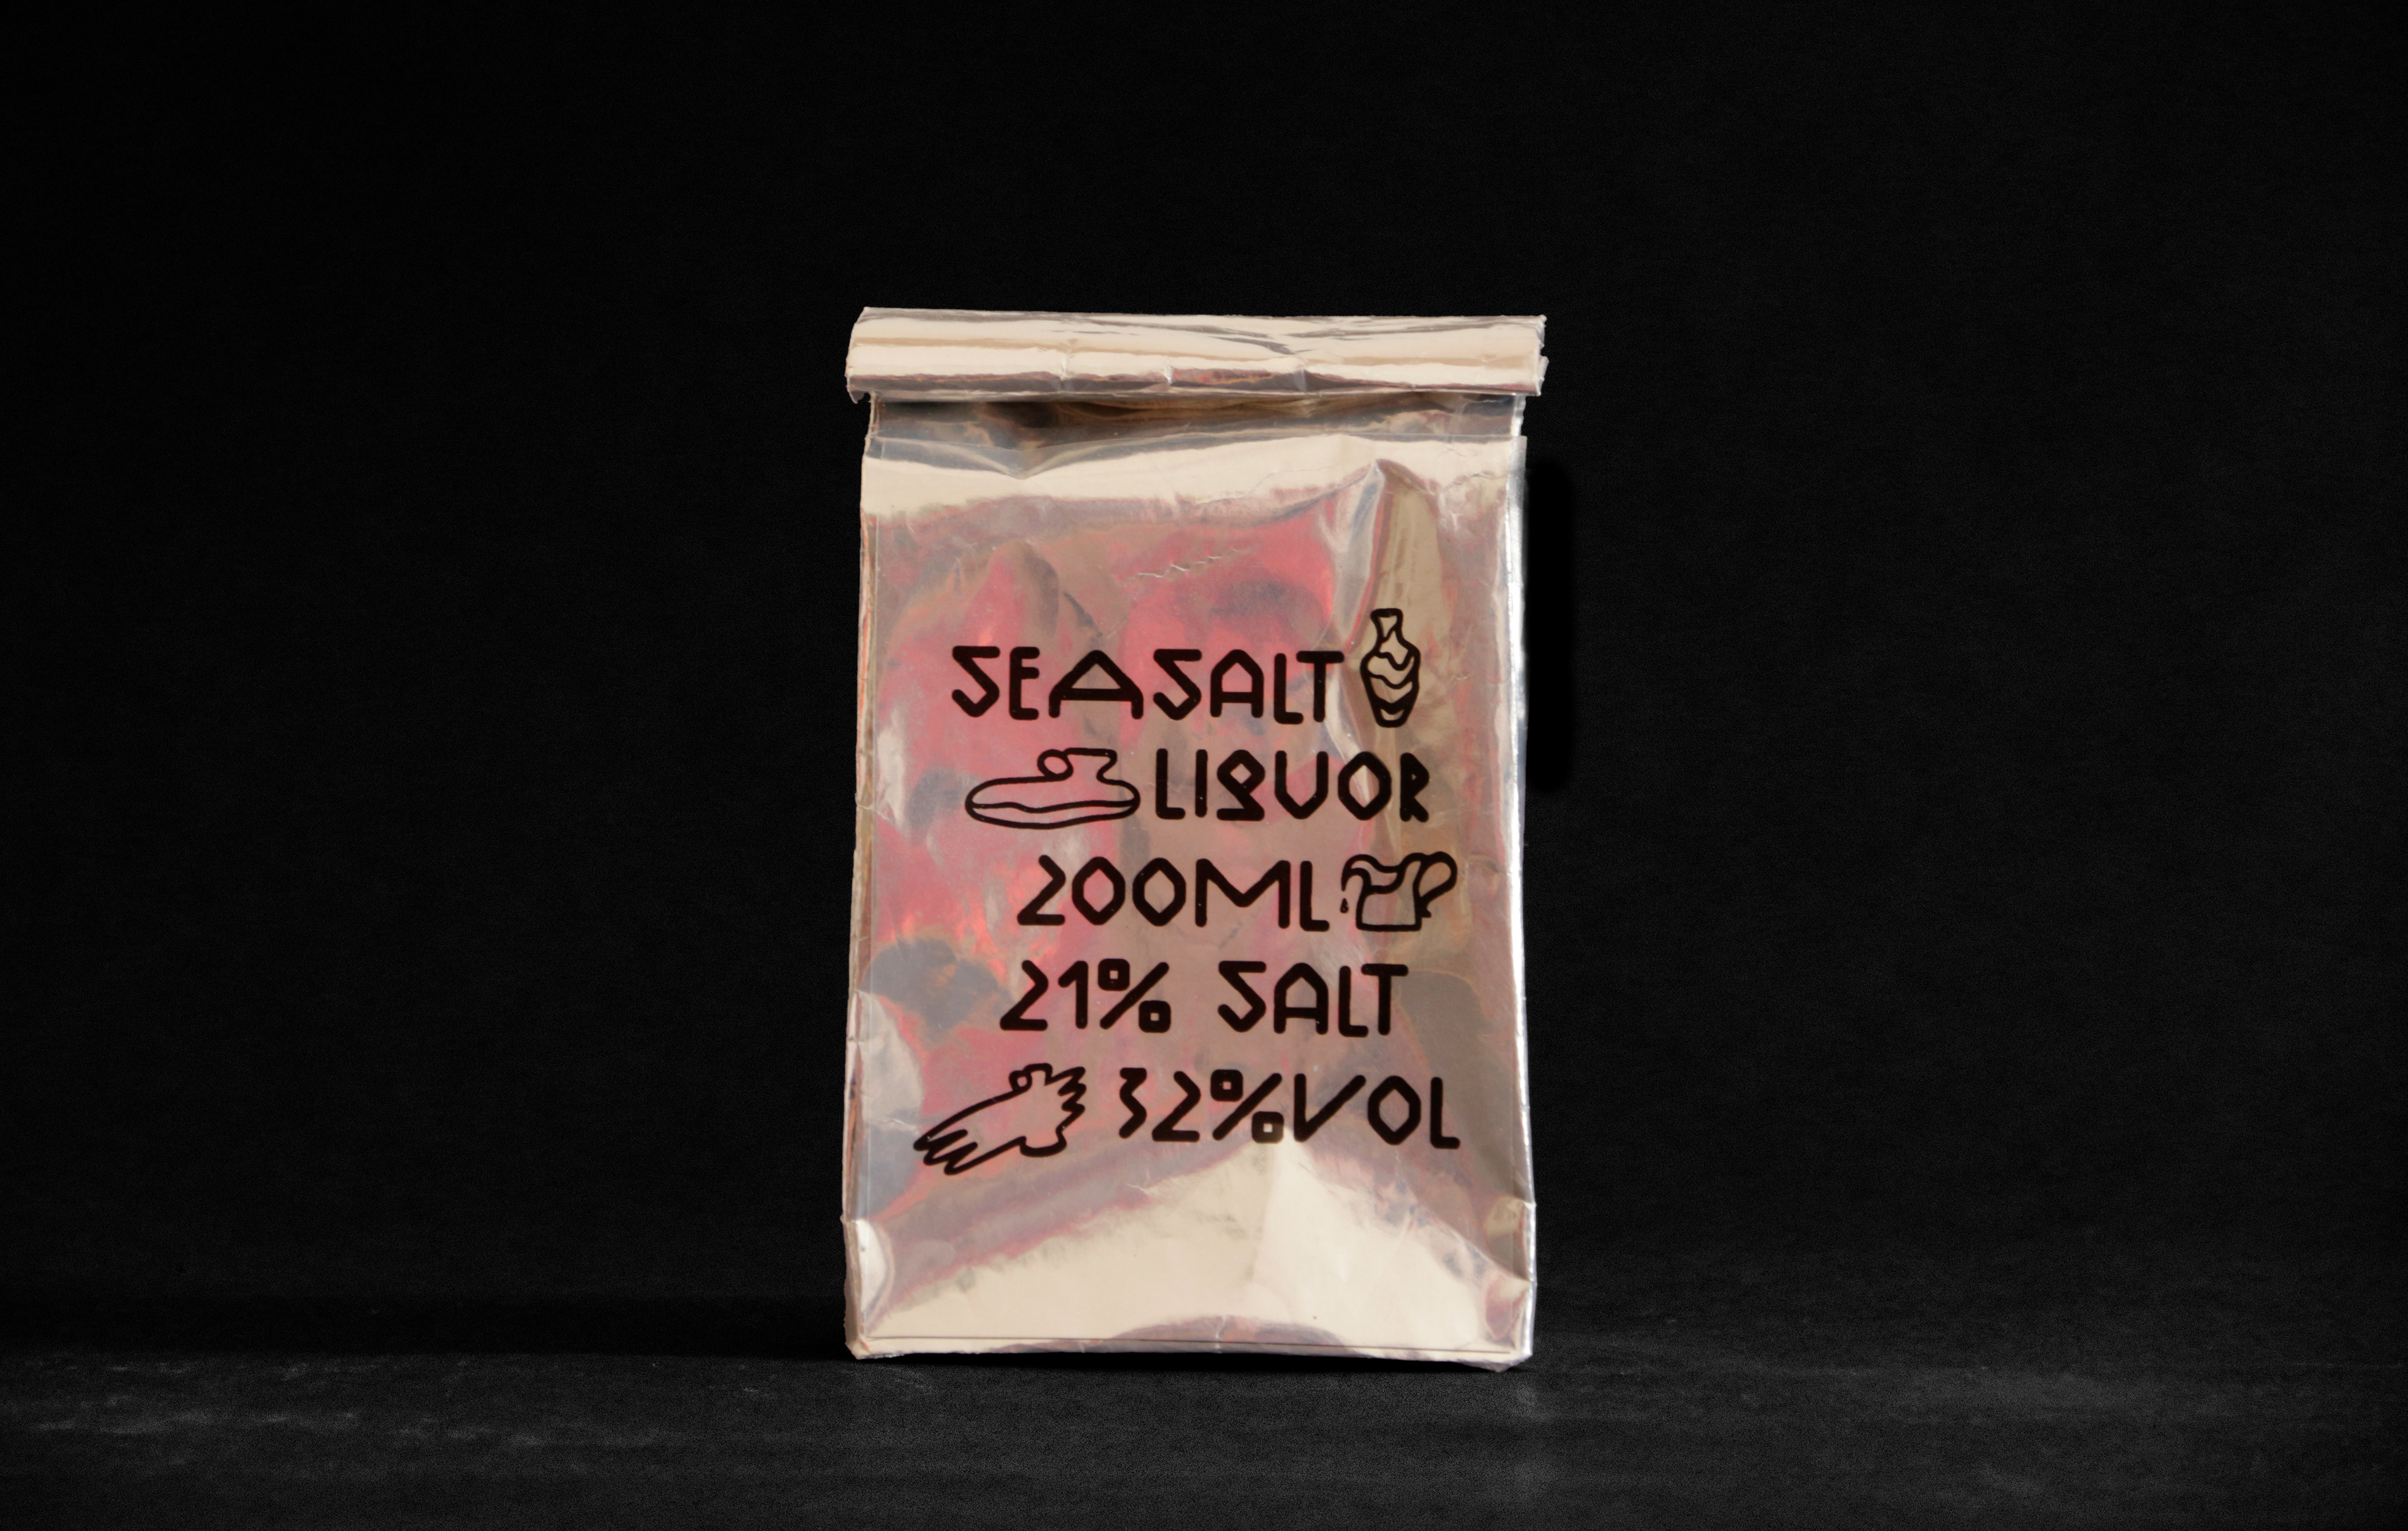 SEASALT
LIQUOR
200ML
21% SALT
32%VOL